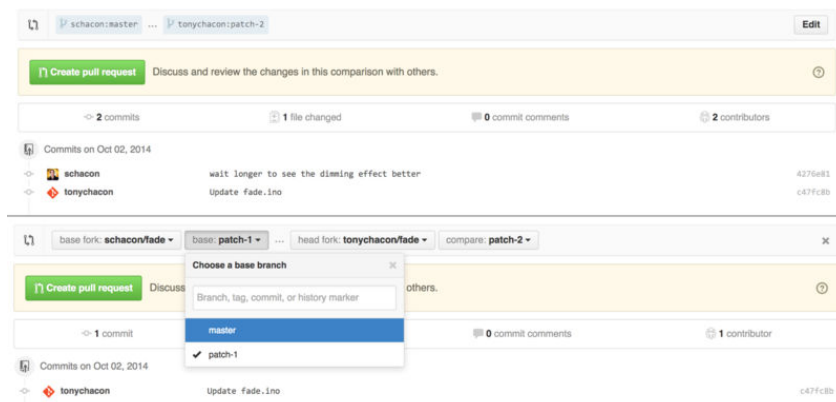 schacon:master ... tonychacon:patch-2 Edit
Create pull request Discuss and review the changes in this comparison with others.
2 commits 1 file changed 0 commit comments 2 contributors
Commits on Oct 02, 2014
schacon wait longer to see the dimming effect better 4276e81
tonychacon Update fade.ino c47fc8b
base fork: schacon/fade base: patch-1 ... head fork: tonychacon/fade compare: patch-2
Choose a base branch
Create pull request Discuss others.
Branch, tag, commit, or history marker
1 commit master 0 commit comments 1 contributor
patch-1
Commits on Oct 02, 2014
tonychacon Update fade.ino c47fc8b